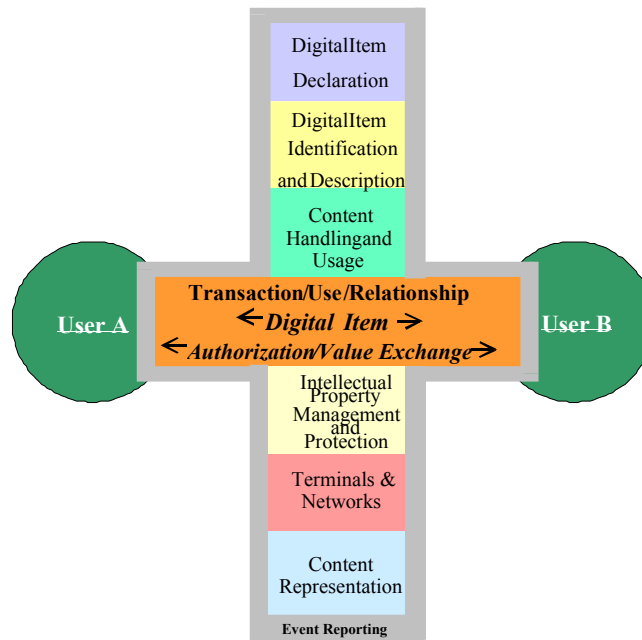 DigitalItem
Declaration
DigitalItem
Identification
and Description
Content
Handlingand
Usage
Transaction/Use/Relationship
Digital Item
Authorization/Value Exchange
User A
User B
Intellectual
Property
Management
and
Protection
Terminals &
Networks
Content
Representation
Event Reporting